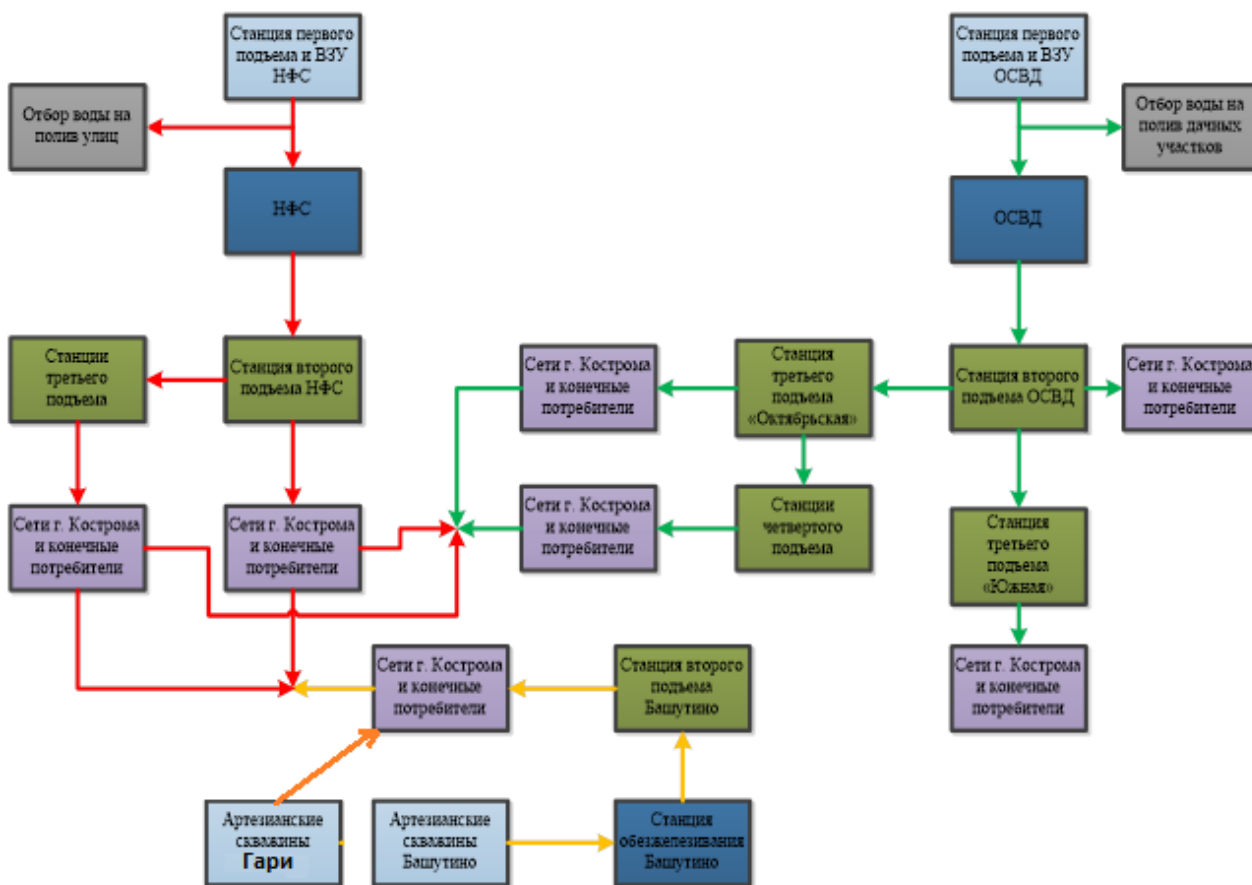 Станция первого
подъема и ВЗУ
НФС
Станция первого
подъема и ВЗУ
ОСВД
Отбор воды на
полив улиц
Отбор воды на
полив дачных
участков
НФС
ОСВД
Станции
третьего
подъема
Станция второго
подъема НФС
Сети г. Кострома
и конечные
потребители
Станция
третьего
подъема
«Октябрьская»
Станция второго
подъема ОСВД
Сети г. Кострома
и конечные
потребители
Сети г. Кострома
и конечные
потребители
Сети г. Кострома
и конечные
потребители
Сети г. Кострома
и конечные
потребители
Станции
четвертого
подъема
Станция
третьего
подъема
«Южная»
Сети г. Кострома
и конечные
потребители
Станция второго
подъема
Башутино
Сети г. Кострома
и конечные
потребители
Артезианские
скважины
Гари
Артезианские
скважины
Башутино
Станция
обезжелезивания
Башутино